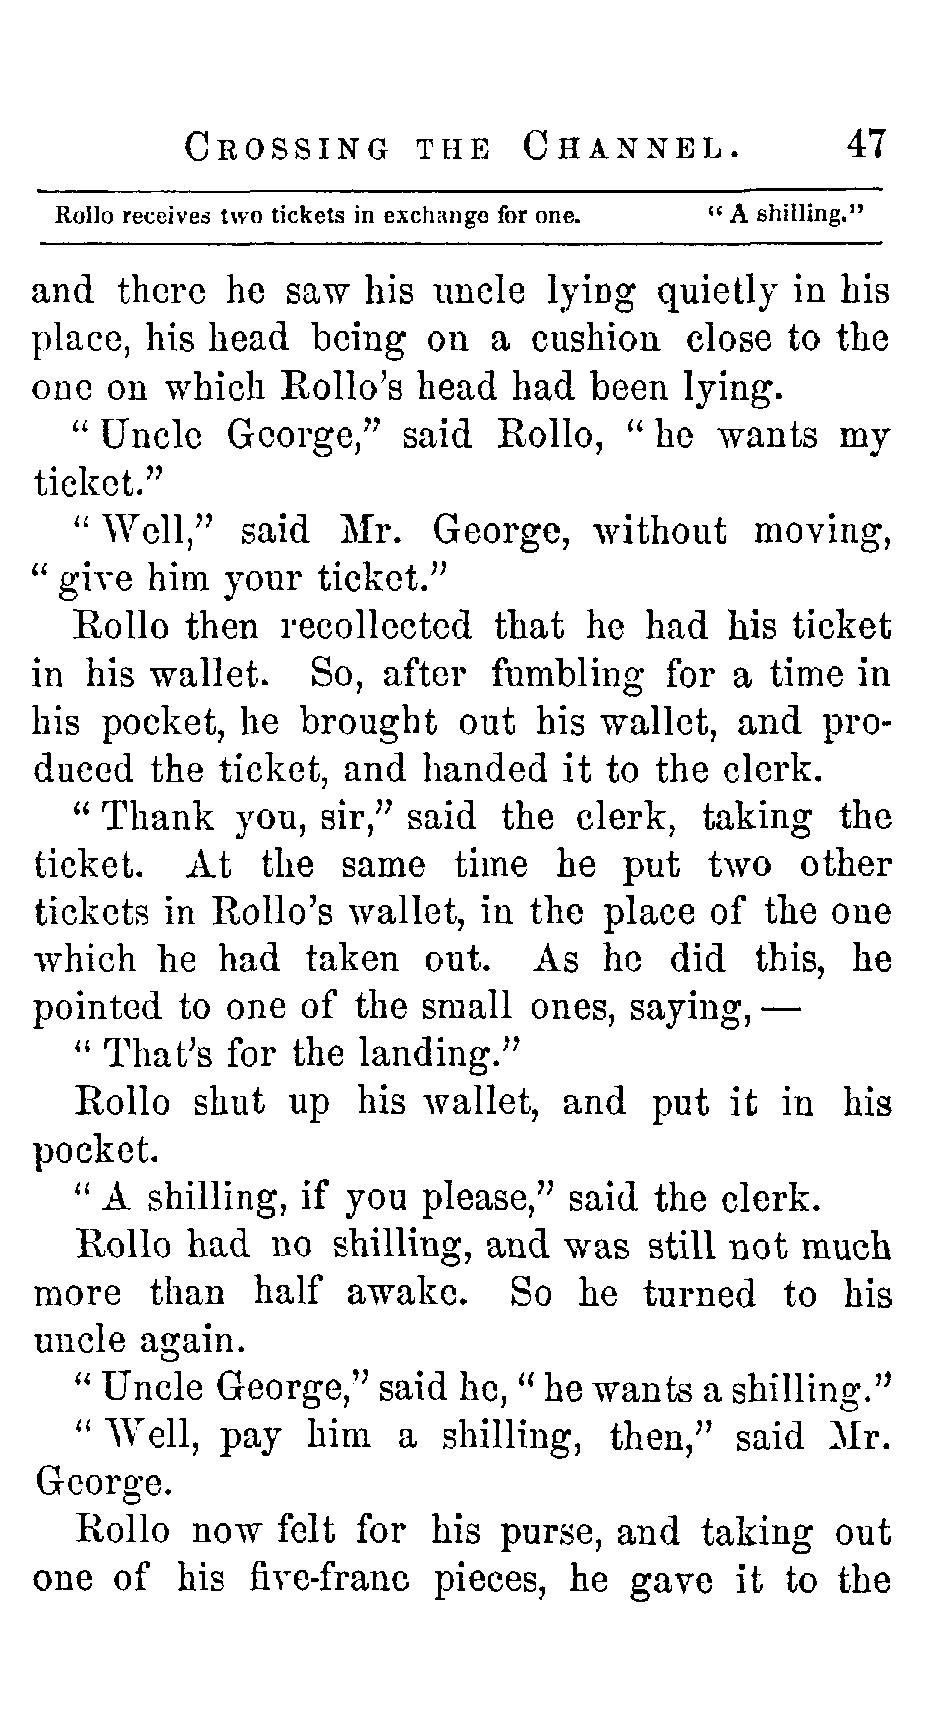 CROSSING THE CHANNEL. 47
Rollo receives two tickets in exchange for one. “A shilling.”
and there he saw his uncle lying quietly in his
place, his head being on a cushion close to the
one on which Rollo’s head had been lying.
“Uncle George,” said Rollo, “he wants my
ticket.”
“Well,” said Mr. George, without moving,
“give him your ticket.”
Rollo then recollected that he had his ticket
in his wallet. So, after fumbling for a time in
his pocket, he brought out his wallet, and pro-
duced the ticket, and handed it to the clerk.
“Thank you, sir,” said the clerk, taking the
ticket. At the same time he put two other
tickets in Rollo’s wallet, in the place of the one
which he had taken out. As he did this, he
pointed to one of the small ones, saying,—
“That’s for the landing.”
Rollo shut up his wallet, and put it in his
pocket.
“A shilling, if you please,” said the clerk.
Rollo had no shilling, and was still not much
more than half awake. So he turned to his
uncle again.
“Uncle George,” said he, “he wants a shilling.”
“Well, pay him a shilling, then,” said Mr.
George.
Rollo now felt for his purse, and taking out
one of his five-franc pieces, he gave it to the